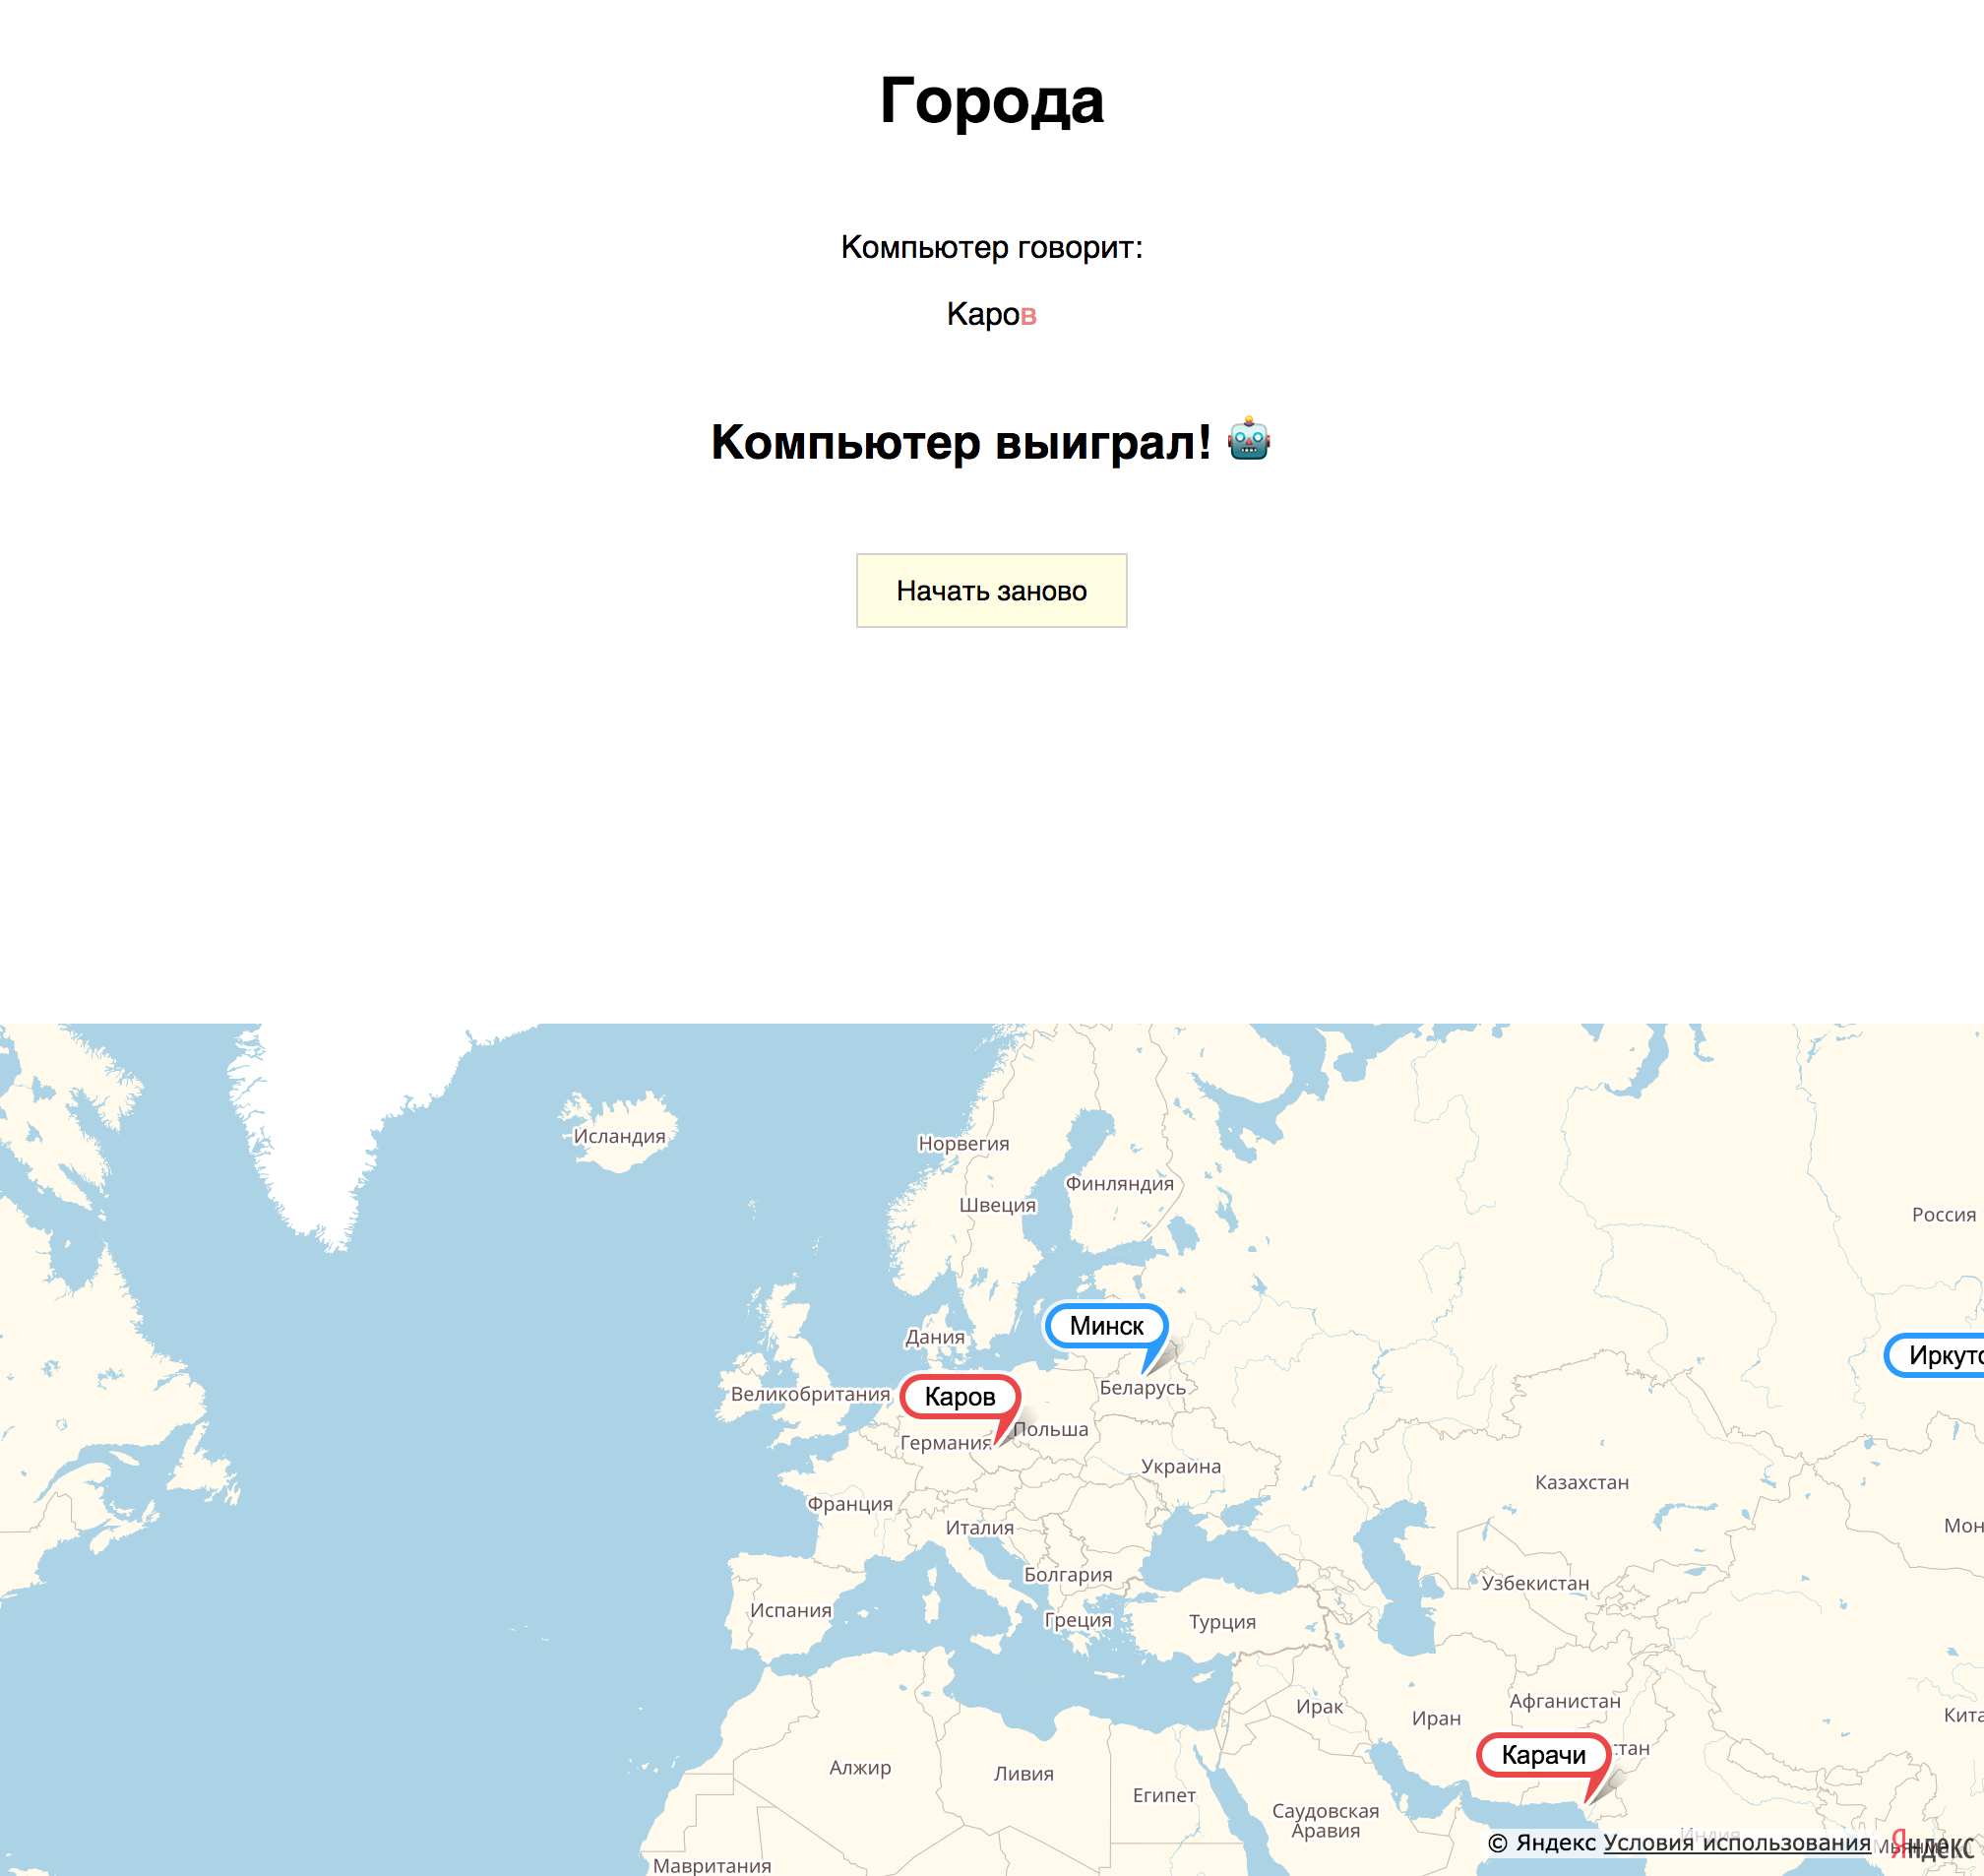 Города
Компьютер говорит:
Каров
Компьютер выиграл!
Начать заново
Исландия
Норвегия
Финляндия
Швеция
Россия
Минск
Дания
Иркутс
Беларусь
Великобритания
Каров
Польша
Германия
Украина
Казахстан
Франция
Италия
Мон
Болгария
Узбекистан
Испания
Греция
Турция
Афганистан
Ирак
Иран
Кита
Карачи
стан
Алжир
Ливия
Египет
Саудовская
Аравия
Индия
© Яндекс Условия использования
Яндекс
Мавритания